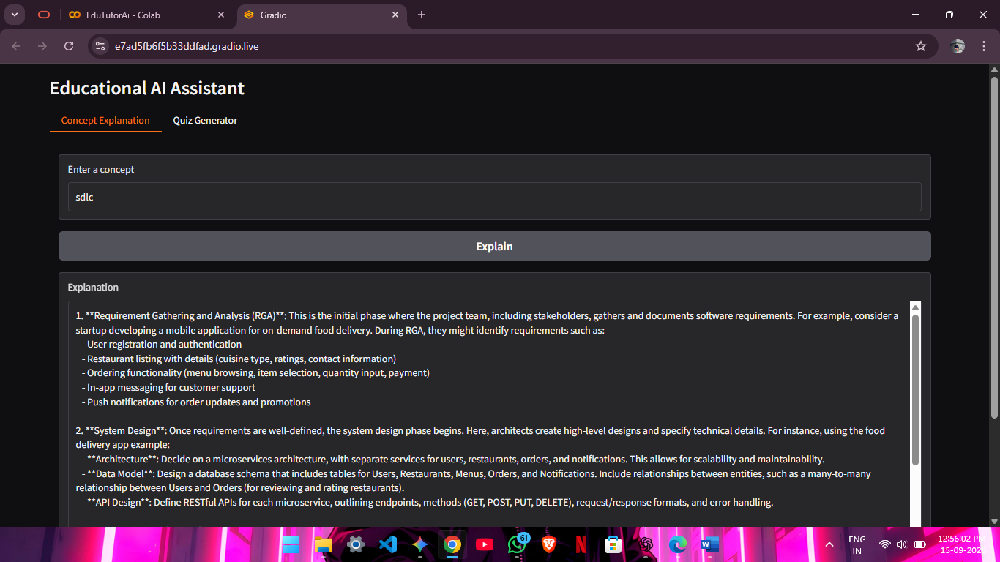 EduTutorAi - Colab
Gradio
e7ad5fb6f5b33ddfad.gradio.live
Educational AI Assistant
Concept Explanation
Quiz Generator
Enter a concept
sdlc
Explain
Explanation
1. **Requirement Gathering and Analysis (RGA)**: This is the initial phase where the project team, including stakeholders, gathers and documents software requirements. For example, consider a
startup developing a mobile application for on-demand food delivery. During RGA, they might identify requirements such as:
- User registration and authentication
- Restaurant listing with details (cuisine type, ratings, contact information)
- Ordering functionality (menu browsing, item selection, quantity input, payment)
- In-app messaging for customer support
- Push notifications for order updates and promotions
2. **System Design**: Once requirements are well-defined, the system design phase begins. Here, architects create high-level designs and specify technical details. For instance, using the food
delivery app example:
- **Architecture**: Decide on a microservices architecture, with separate services for users, restaurants, orders, and notifications. This allows for scalability and maintainability.
- **Data Model**: Design a database schema that includes tables for Users, Restaurants, Menus, Orders, and Notifications. Include relationships between entities, such as a many-to-many
relationship between Users and Orders (for reviewing and rating restaurants).
- **API Design**: Define RESTful APIs for each microservice, outlining endpoints, methods (GET, POST, PUT, DELETE), request/response formats, and error handling.
61
ENG
IN
12:56:02 PM
15-09-2025